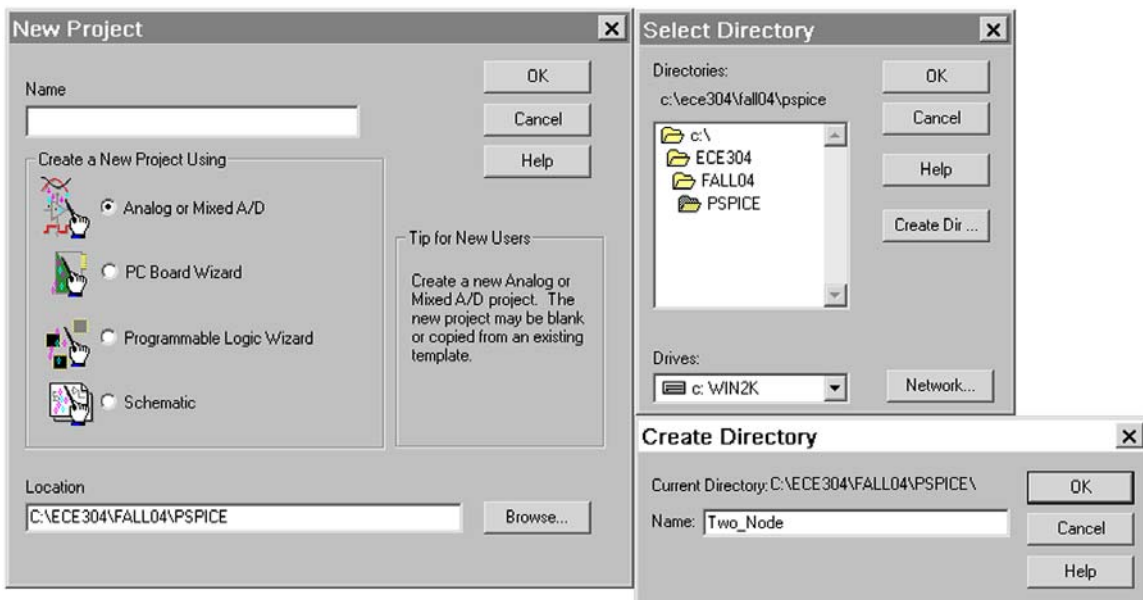 New Project
Name
OK
Cancel
Help
Create a New Project Using
Analog or Mixed A/D
PC Board Wizard
Programmable Logic Wizard
Schematic
Tip for New Users
Create a new Analog or
Mixed A/D project. The
new project may be blank
or copied from an existing
template.
Location
C:\ECE304\FALL04\PSPICE
Browse...
Select Directory
Directories:
c:\ece304\fall04\pspice
OK
Cancel
Help
Create Dir ...
c:\
ECE304
FALL04
PSPICE
Drives:
c: WIN2K
Network...
Create Directory
Current Directory: C:\ECE304\FALL04\PSPICE\
Name: Two_Node
OK
Cancel
Help